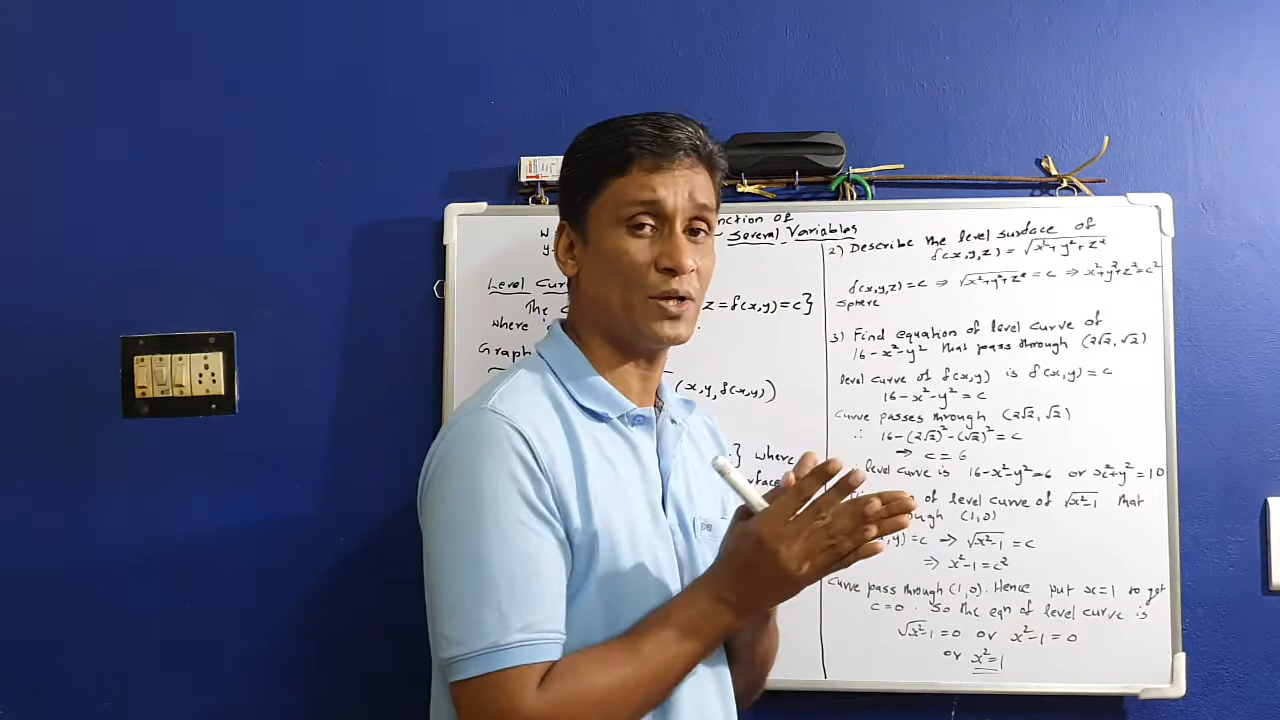 nction of
Several Variables
Level Cur
The c z = f(x,y) = c}
where
Graph
(x, y, f(x,y))
} where
urface
2) Describe the level surface of
f(x,y,z) = √x²+y²+z²
f(x,y,z) = c ⇒ √x²+y²+z² = c ⇒ x²+y²+z²=c²
Sphere
3) Find equation of level curve of
16-x²-y² that pass through (2√2, √2)
level curve of f(x,y) is f(x,y) = c
16-x²-y² = c
Curve passes through (2√2, √2)
∴ 16-(2√2)²-(√2)² = c
⇒ c = 6
level curve is 16-x²-y²=6 or x²+y²=10
n of level curve of √x²-1 that
ugh (1,0)
,y)=c ⇒ √x²-1 = c
⇒ x²-1=c²
Curve pass through (1,0). Hence put x=1 to get
c=0. So the eqn of level curve is
√x²-1 = 0 or x²-1=0
or x²=1